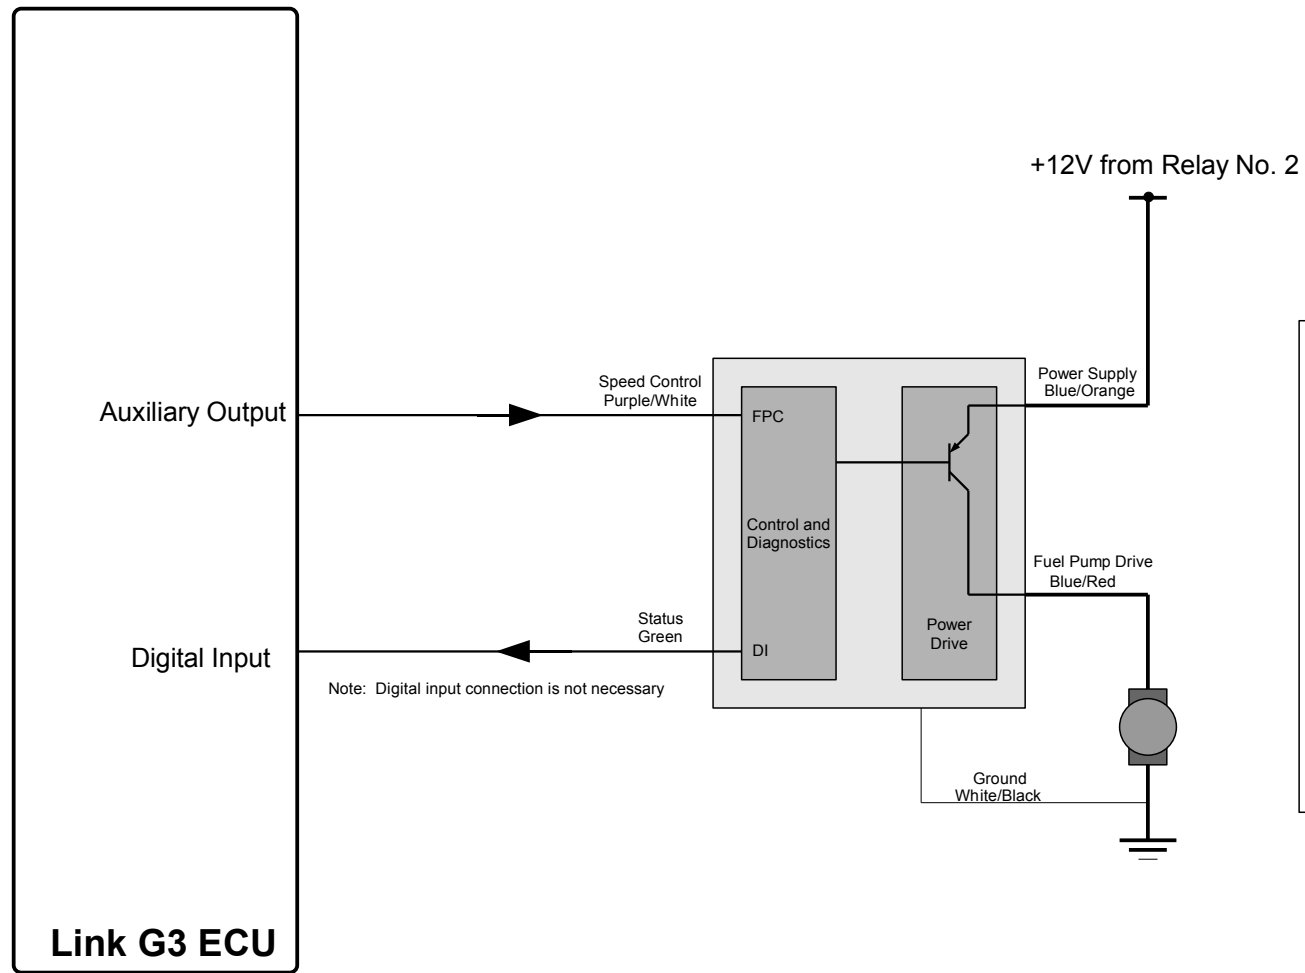 +12V from Relay No. 2
Power Supply
Blue/Orange
Speed Control
Purple/White
Auxiliary Output
FPC
Control and
Diagnostics
Fuel Pump Drive
Blue/Red
Status
Green
Power
Drive
Digital Input
DI
Note: Digital input connection is not necessary
Ground
White/Black
Link G3 ECU